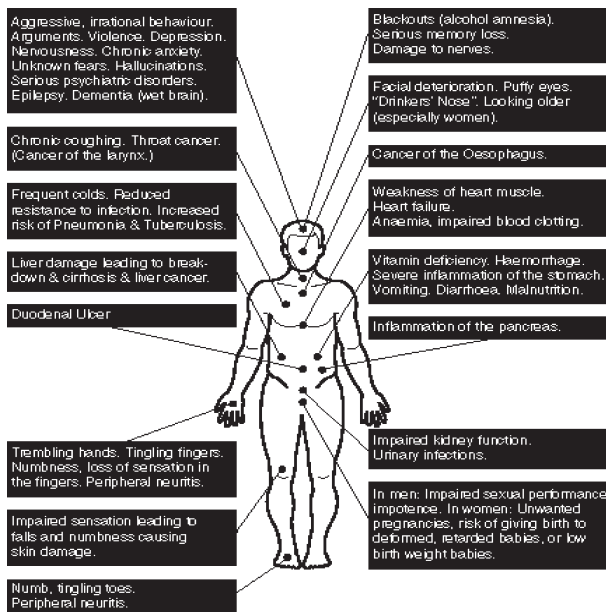 Aggressive, irrational behaviour.
Arguments. Violence. Depression.
Nervousness. Chronic anxiety.
Unknown fears. Hallucinations.
Serious psychiatric disorders.
Epilepsy. Dementia (wet brain).
Chronic coughing. Throat cancer.
(Cancer of the larynx.)
Frequent colds. Reduced
resistance to infection. Increased
risk of Pneumonia & Tuberculosis.
Liver damage leading to break-
down & cirrhosis & liver cancer.
Duodenal Ulcer
Trembling hands. Tingling fingers.
Numbness, loss of sensation in
the fingers. Peripheral neuritis.
Impaired sensation leading to
falls and numbness causing
skin damage.
Numb, tingling toes.
Peripheral neuritis.
Blackouts (alcohol amnesia).
Serious memory loss.
Damage to nerves.
Facial deterioration. Puffy eyes.
"Drinkers' Nose". Looking older
(especially women).
Cancer of the Oesophagus.
Weakness of heart muscle.
Heart failure.
Anaemia, impaired blood clotting.
Vitamin deficiency. Haemorrhage.
Severe inflammation of the stomach.
Vomiting. Diarrhoea. Malnutrition.
Inflammation of the pancreas.
Impaired kidney function.
Urinary infections.
In men: Impaired sexual performance
impotence. In women: Unwanted
pregnancies, risk of giving birth to
deformed, retarded babies, or low
birth weight babies.